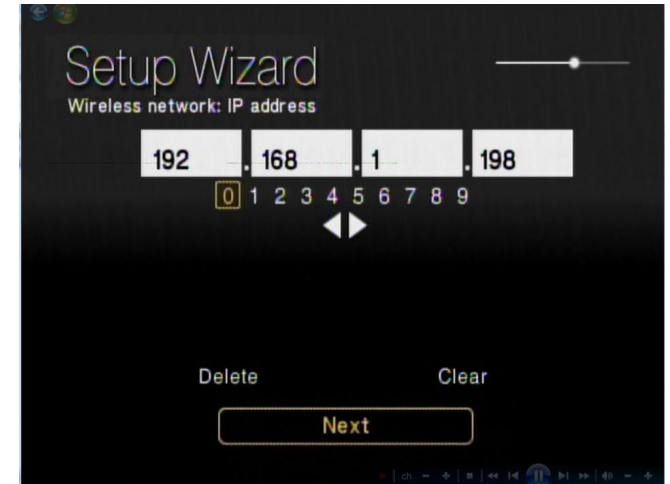 Setup Wizard
Wireless network: IP address
192 . 168 . 1 . 198
0 1 2 3 4 5 6 7 8 9
Delete Clear
Next
ch - +
- +